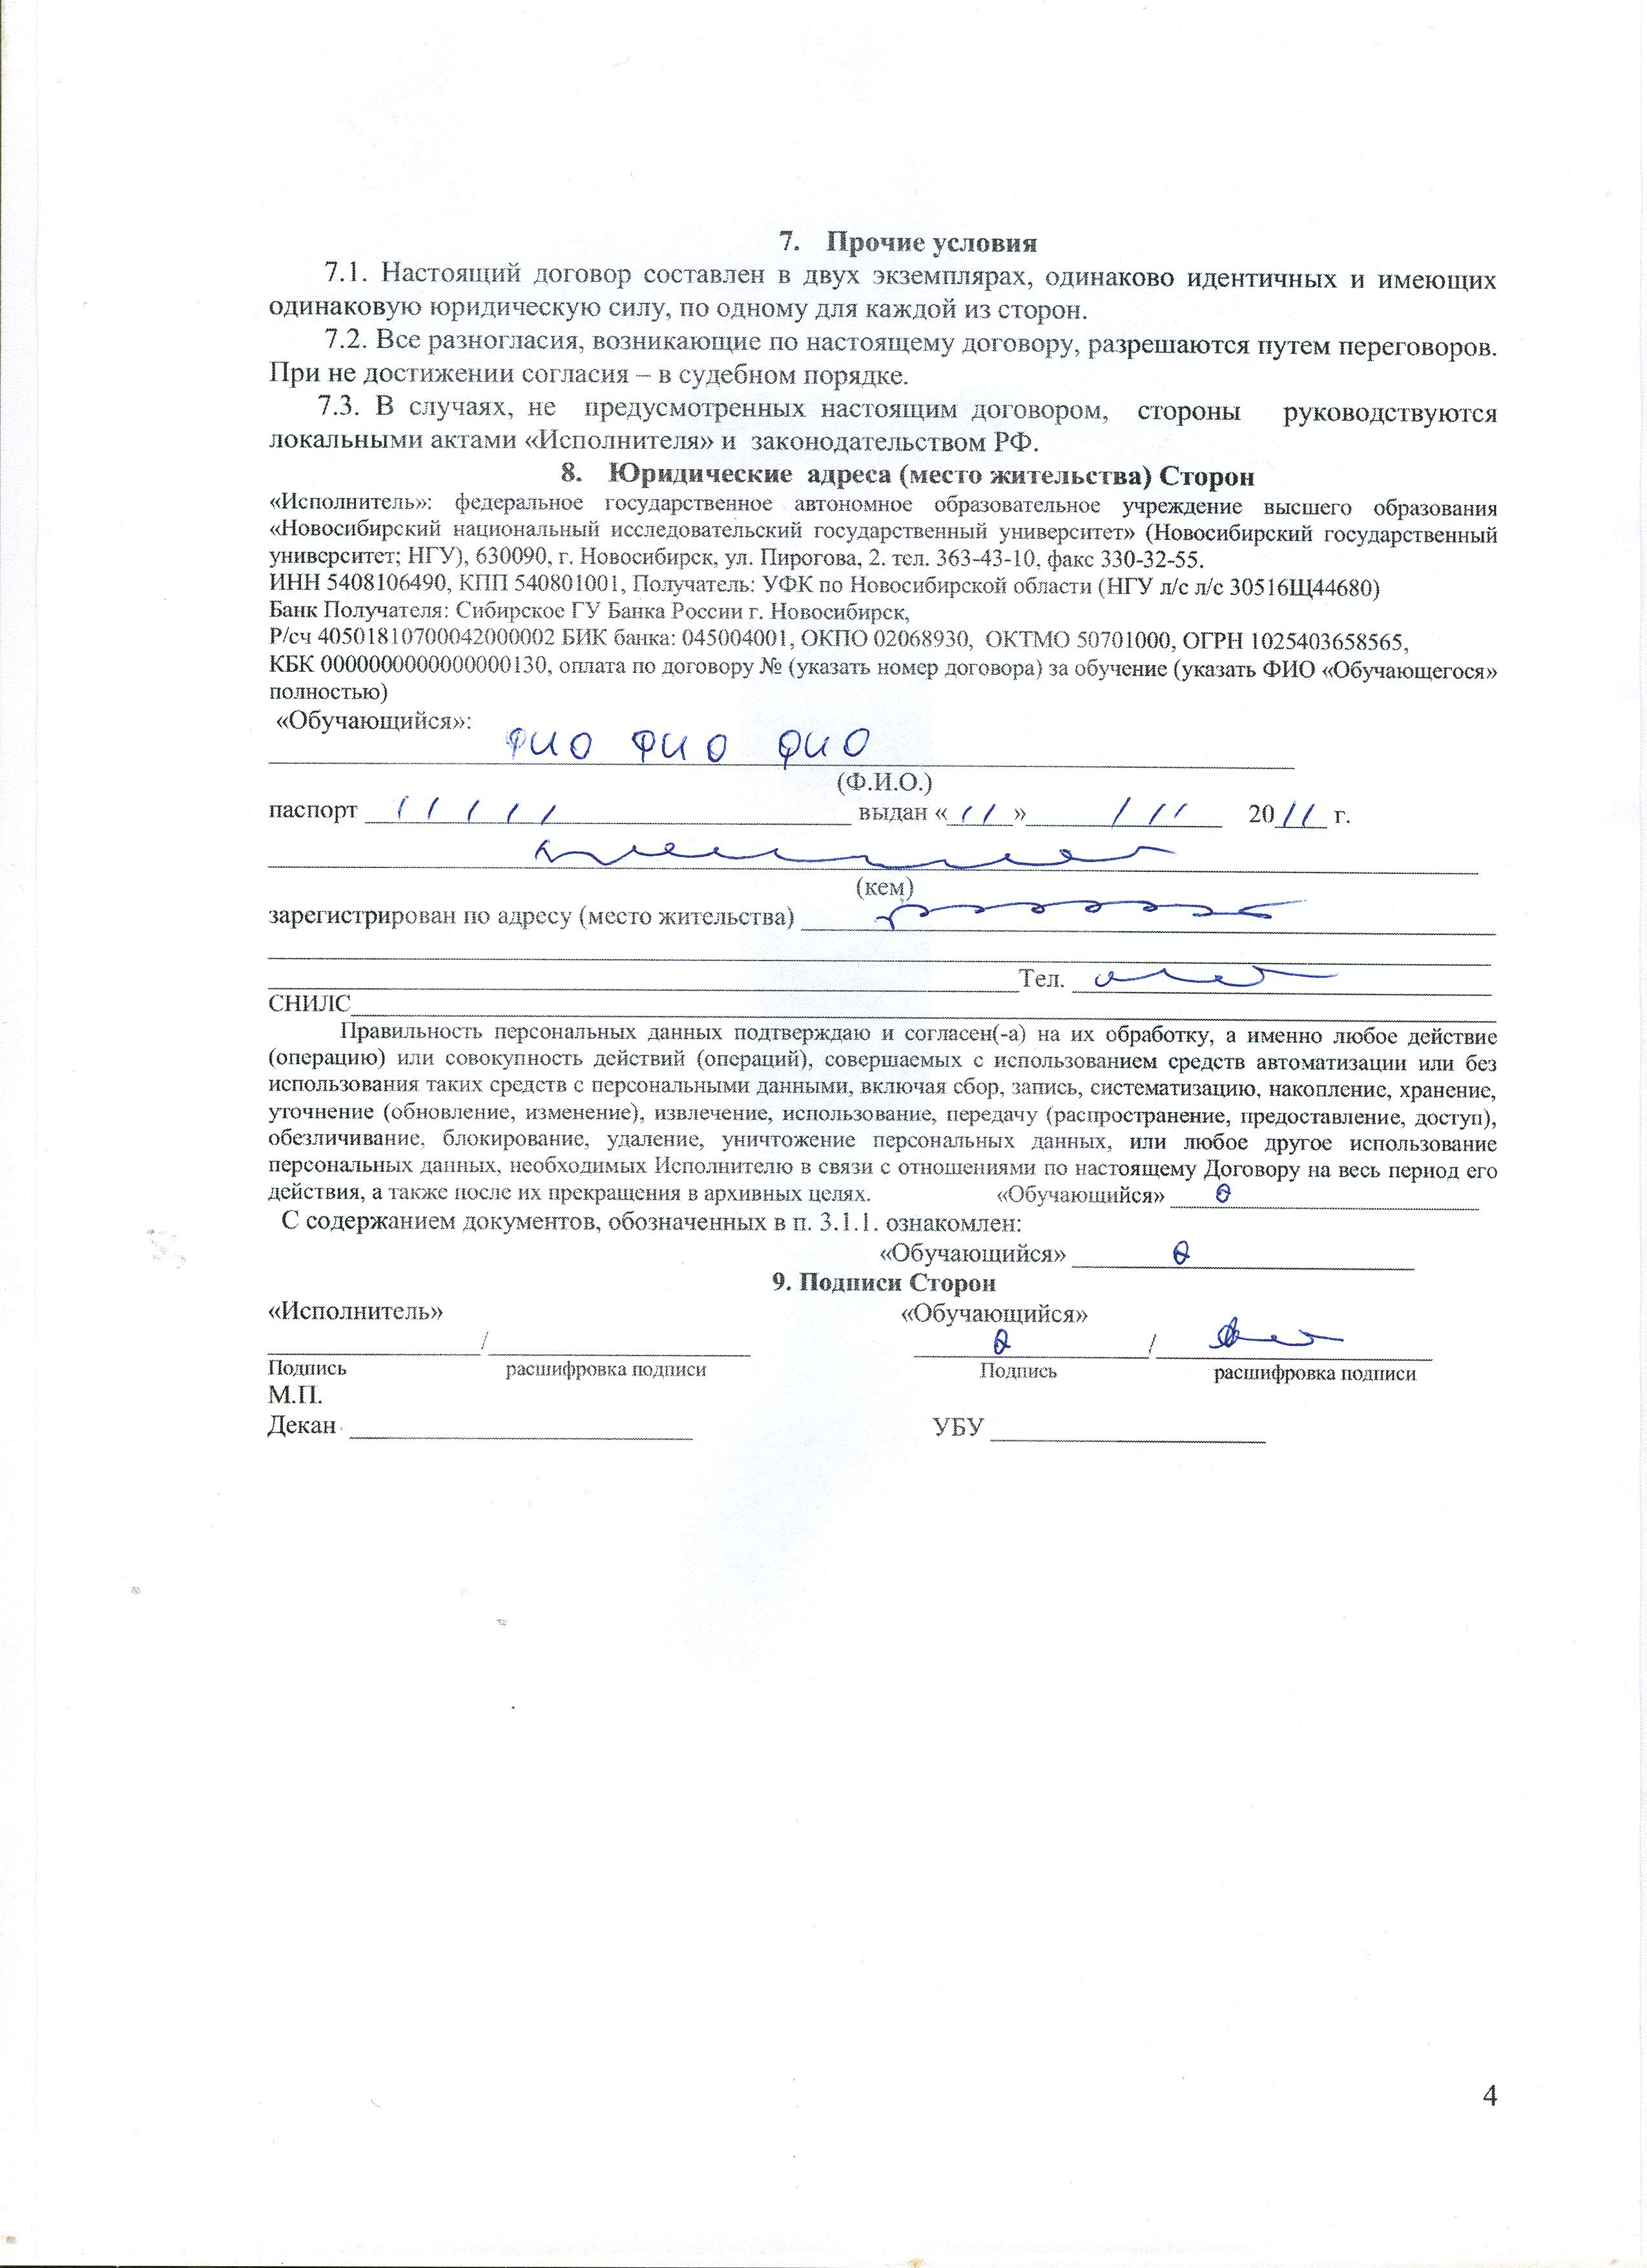 7. Прочие условия
7.1. Настоящий договор составлен в двух экземплярах, одинаково идентичных и имеющих
одинаковую юридическую силу, по одному для каждой из сторон.
7.2. Все разногласия, возникающие по настоящему договору, разрешаются путем переговоров.
При не достижении согласия – в судебном порядке.
7.3. В случаях, не предусмотренных настоящим договором, стороны руководствуются
локальными актами «Исполнителя» и законодательством РФ.
8. Юридические адреса (место жительства) Сторон
«Исполнитель»: федеральное государственное автономное образовательное учреждение высшего образования
«Новосибирский национальный исследовательский государственный университет» (Новосибирский государственный
университет; НГУ), 630090, г. Новосибирск, ул. Пирогова, 2. тел. 363-43-10, факс 330-32-55.
ИНН 5408106490, КПП 540801001, Получатель: УФК по Новосибирской области (НГУ л/с л/с 30516Щ44680)
Банк Получателя: Сибирское ГУ Банка России г. Новосибирск,
Р/сч 40501810700042000002 БИК банка: 045004001, ОКПО 02068930, ОКТМО 50701000, ОГРН 1025403658565,
КБК 00000000000000000130, оплата по договору № (указать номер договора) за обучение (указать ФИО «Обучающегося»
полностью)
«Обучающийся»:
ФИО ФИО ФИО
(Ф.И.О.)
паспорт 11111 выдан «11» 111 2011 г.
(кем)
зарегистрирован по адресу (место жительства)
Тел.
СНИЛС
Правильность персональных данных подтверждаю и согласен(-а) на их обработку, а именно любое действие
(операцию) или совокупность действий (операций), совершаемых с использованием средств автоматизации или без
использования таких средств с персональными данными, включая сбор, запись, систематизацию, накопление, хранение,
уточнение (обновление, изменение), извлечение, использование, передачу (распространение, предоставление, доступ),
обезличивание, блокирование, удаление, уничтожение персональных данных, или любое другое использование
персональных данных, необходимых Исполнителю в связи с отношениями по настоящему Договору на весь период его
действия, а также после их прекращения в архивных целях. «Обучающийся»
С содержанием документов, обозначенных в п. 3.1.1. ознакомлен:
«Обучающийся»
9. Подписи Сторон
«Исполнитель» «Обучающийся»
/ /
Подпись расшифровка подписи Подпись расшифровка подписи
М.П.
Декан УБУ
4